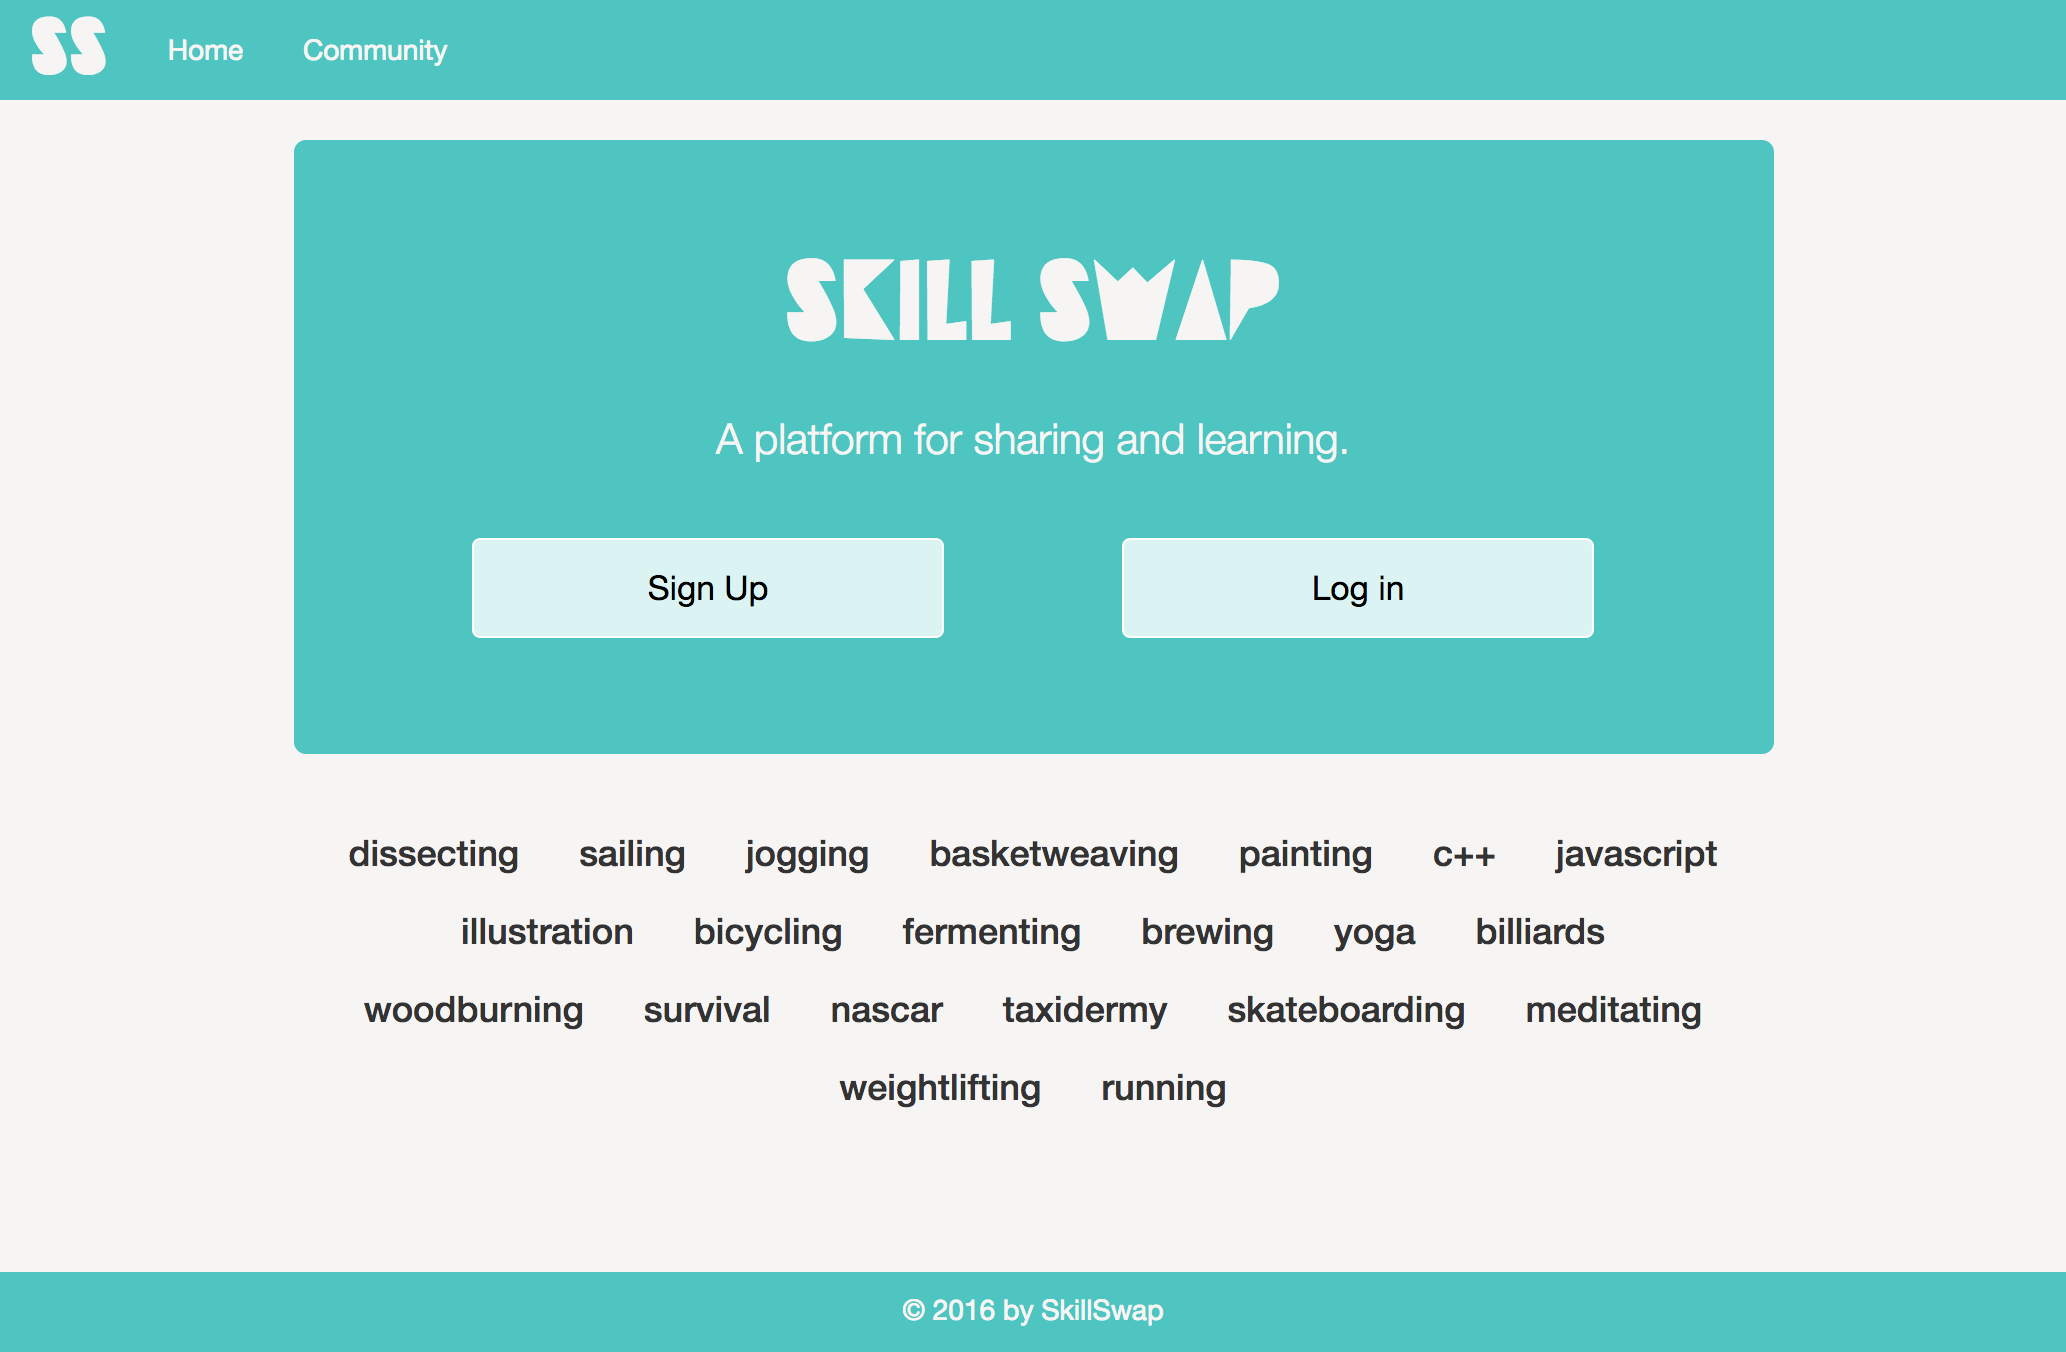 SS Home Community
SKILL SWAP
A platform for sharing and learning.
Sign Up Log in
dissecting sailing jogging basketweaving painting c++ javascript
illustration bicycling fermenting brewing yoga billiards
woodburning survival nascar taxidermy skateboarding meditating
weightlifting running
© 2016 by SkillSwap